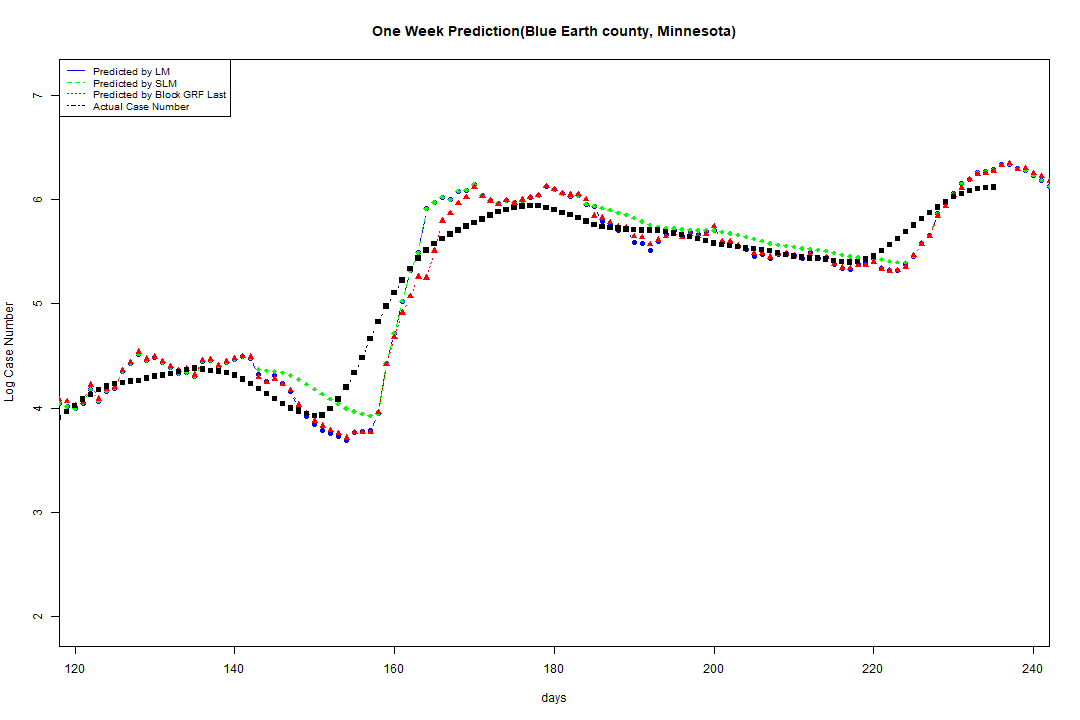 One Week Prediction(Blue Earth county, Minnesota)
Predicted by LM
Predicted by SLM
Predicted by Block GRF Last
Actual Case Number
7
6
5
4
3
2
Log Case Number
120 140 160 180 200 220 240
days